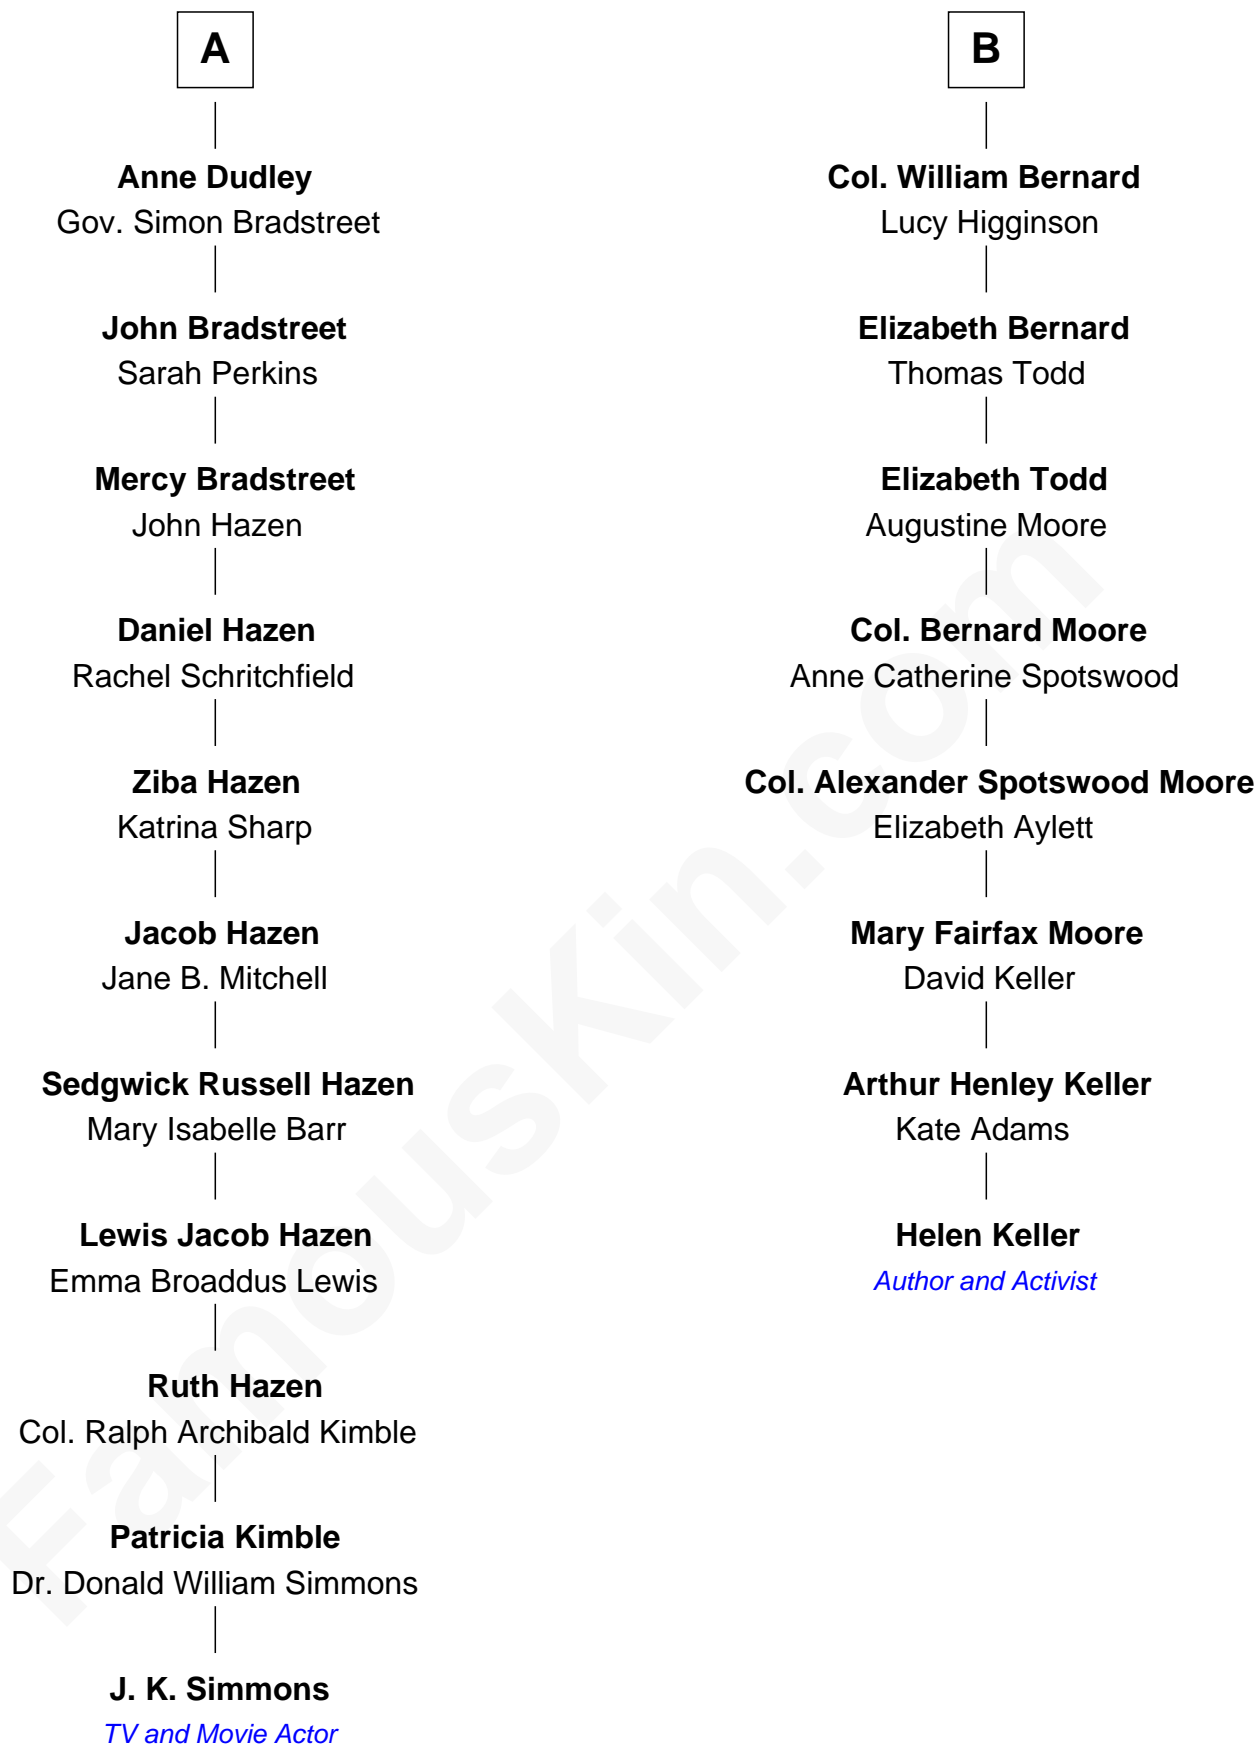 A
Anne Dudley
Gov. Simon Bradstreet
John Bradstreet
Sarah Perkins
Mercy Bradstreet
John Hazen
Daniel Hazen
Rachel Schritchfield
Ziba Hazen
Katrina Sharp
Jacob Hazen
Jane B. Mitchell
Sedgwick Russell Hazen
Mary Isabelle Barr
Lewis Jacob Hazen
Emma Broaddus Lewis
Ruth Hazen
Col. Ralph Archibald Kimble
Patricia Kimble
Dr. Donald William Simmons
J. K. Simmons
TV and Movie Actor
B
Col. William Bernard
Lucy Higginson
Elizabeth Bernard
Thomas Todd
Elizabeth Todd
Augustine Moore
Col. Bernard Moore
Anne Catherine Spotswood
Col. Alexander Spotswood Moore
Elizabeth Aylett
Mary Fairfax Moore
David Keller
Arthur Henley Keller
Kate Adams
Helen Keller
Author and Activist
FamousKin.com